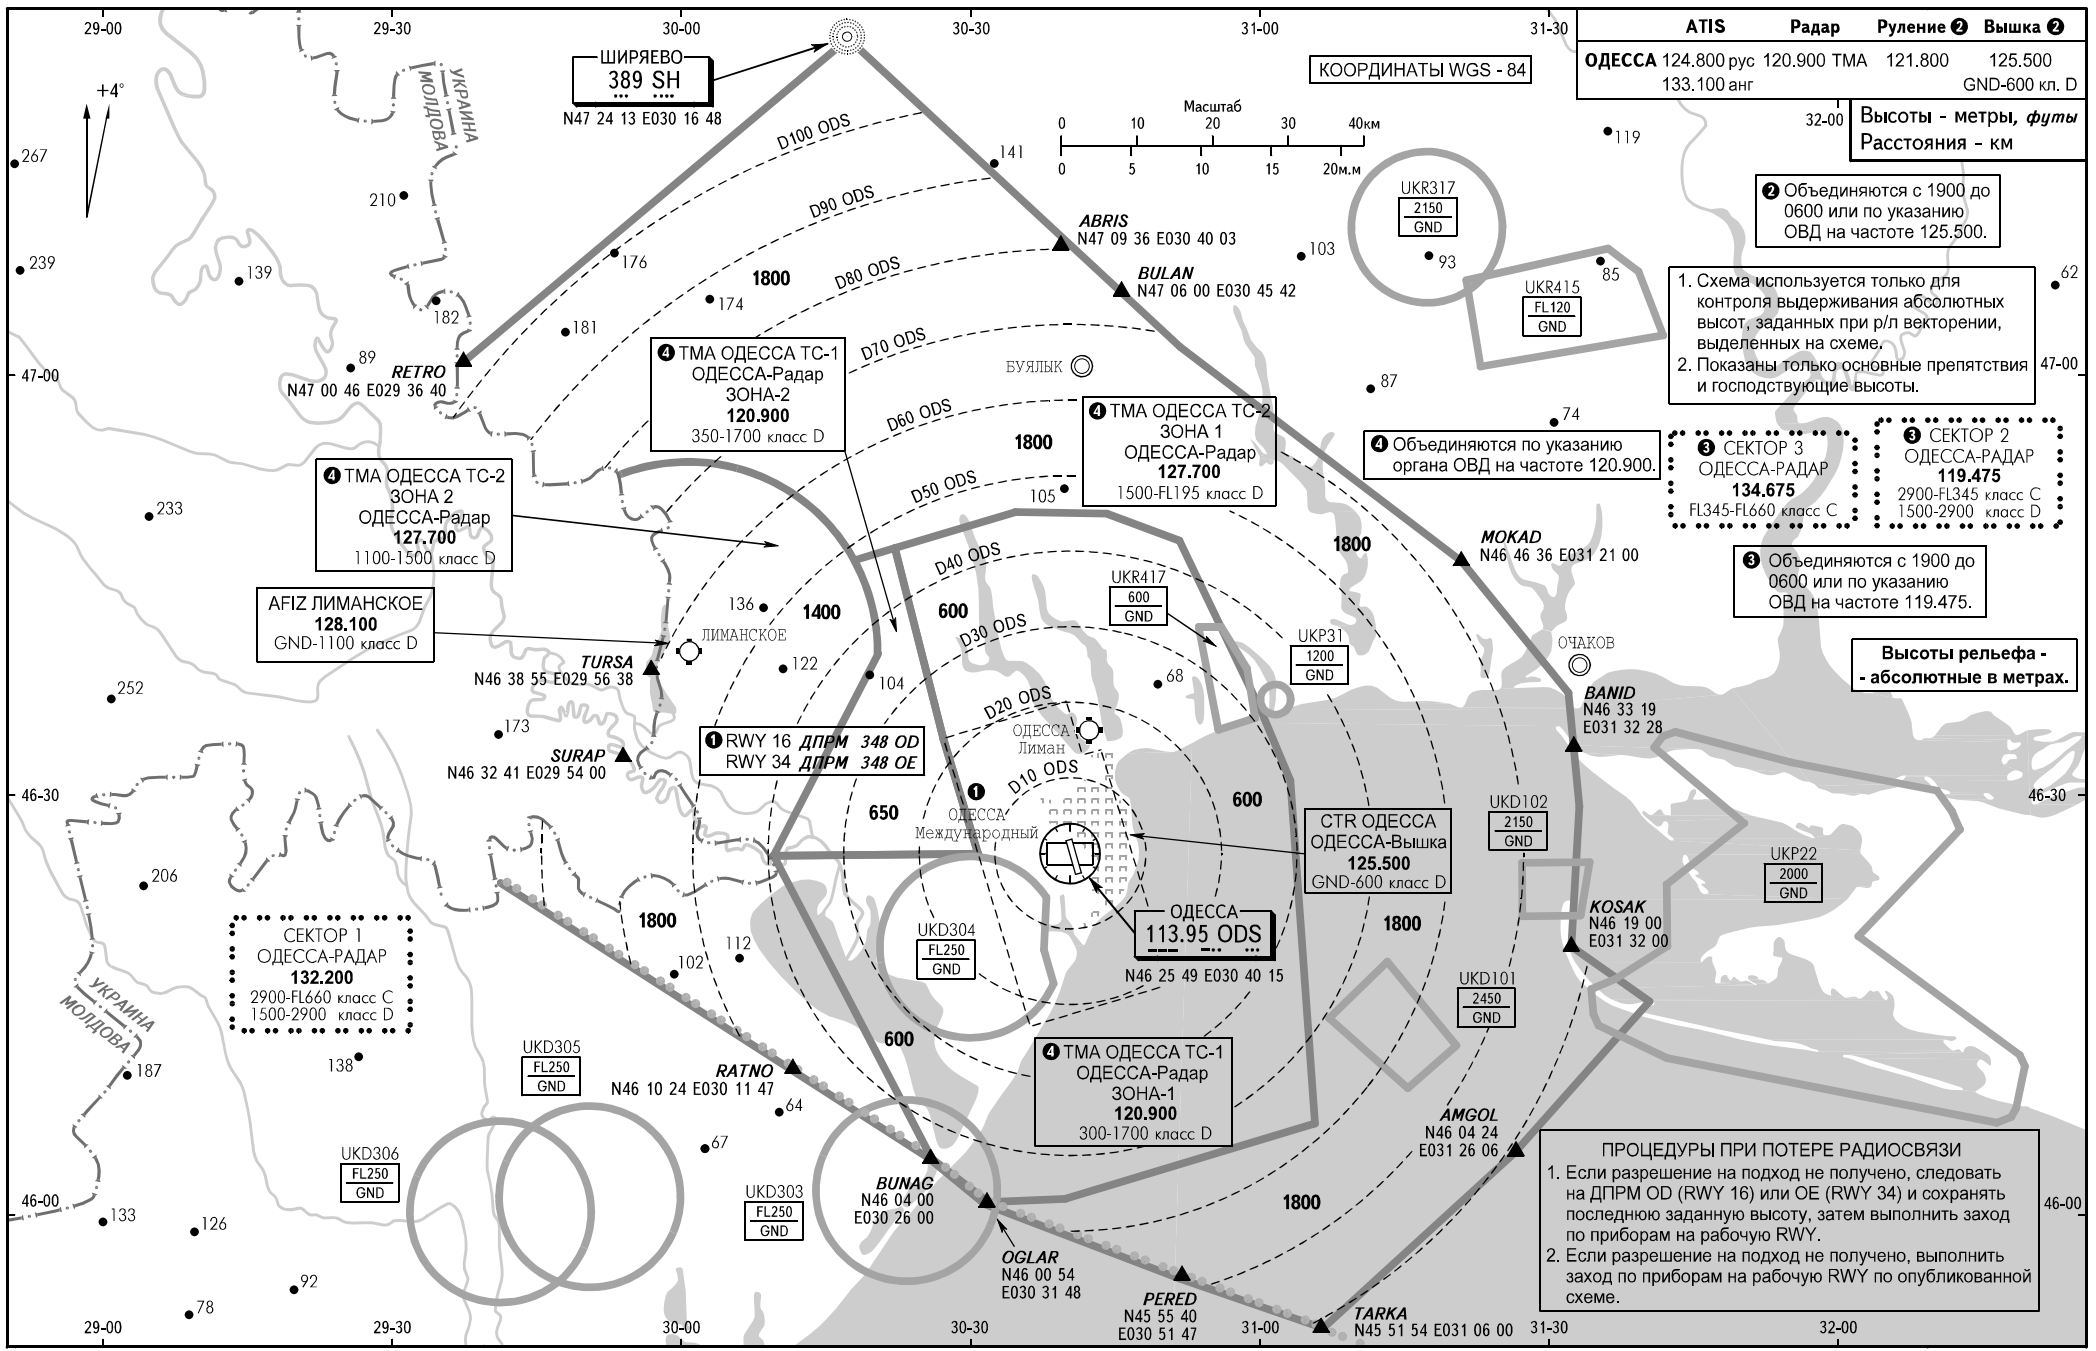 29-00
29-30
30-00
30-30
31-00
31-30
ATIS Радар Руление ❷ Вышка ❷
ОДЕССА 124.800 рус 120.900 TMA 121.800 125.500
133.100 анг GND-600 кл. D
32-00
Высоты - метры, футы
Расстояния - км
+4°
УКРАИНА
МОЛДОВА
ШИРЯЕВО
389 SH
N47 24 13 E030 16 48
КООРДИНАТЫ WGS - 84
Масштаб
0 10 20 30 40км
0 5 10 15 20м.м
119
267
210
141
239
139
182
176
174
181
89
103
93
85
62
87
74
D100 ODS
D90 ODS
D80 ODS
D70 ODS
D60 ODS
D50 ODS
D40 ODS
D30 ODS
D20 ODS
D10 ODS
1800
ABRIS
N47 09 36 E030 40 03
BULAN
N47 06 00 E030 45 42
UKR317
2150
GND
UKR415
FL120
GND
❷ Объединяются с 1900 до
0600 или по указанию
ОВД на частоте 125.500.
1. Схема используется только для
контроля выдерживания абсолютных
высот, заданных при р/л векторении,
выделенных на схеме.
2. Показаны только основные препятствия
и господствующие высоты.
47-00
47-00
RETRO
N47 00 46 E029 36 40
❹ ТМА ОДЕССА ТС-1
ОДЕССА-Радар
ЗОНА-2
120.900
350-1700 класс D
БУЯЛЫК
1800
❹ ТМА ОДЕССА ТС-2
ЗОНА 1
ОДЕССА-Радар
127.700
1500-FL195 класс D
❹ Объединяются по указанию
органа ОВД на частоте 120.900.
❸ СЕКТОР 3
ОДЕССА-РАДАР
134.675
FL345-FL660 класс C
❸ СЕКТОР 2
ОДЕССА-РАДАР
119.475
2900-FL345 класс C
1500-2900 класс D
❹ ТМА ОДЕССА ТС-2
ЗОНА 2
ОДЕССА-Радар
127.700
1100-1500 класс D
233
105
1800
MOKAD
N46 46 36 E031 21 00
❸ Объединяются с 1900 до
0600 или по указанию
ОВД на частоте 119.475.
AFIZ ЛИМАНСКОЕ
128.100
GND-1100 класс D
136
1400
600
UKR417
600
GND
UKP31
1200
GND
ЛИМАНСКОЕ
122
104
68
ОЧАКОВ
Высоты рельефа -
- абсолютные в метрах.
TURSA
N46 38 55 E029 56 38
252
173
SURAP
N46 32 41 E029 54 00
❶ RWY 16 ДПРМ 348 OD
RWY 34 ДПРМ 348 OE
ОДЕССА
Лиман
BANID
N46 33 19
E031 32 28
46-30
46-30
❶
ОДЕССА
Международный
650
600
CTR ОДЕССА
ОДЕССА-Вышка
125.500
GND-600 класс D
UKD102
2150
GND
UKP22
2000
GND
206
1800
СЕКТОР 1
ОДЕССА-РАДАР
132.200
2900-FL660 класс C
1500-2900 класс D
112
102
UKD304
FL250
GND
ОДЕССА
113.95 ODS
N46 25 49 E030 40 15
1800
KOSAK
N46 19 00
E031 32 00
UKD101
2450
GND
УКРАИНА
МОЛДОВА
187
138
UKD305
FL250
GND
RATNO
N46 10 24 E030 11 47
600
❹ ТМА ОДЕССА ТС-1
ОДЕССА-Радар
ЗОНА-1
120.900
300-1700 класс D
64
67
AMGOL
N46 04 24
E031 26 06
UKD306
FL250
GND
UKD303
FL250
GND
BUNAG
N46 04 00
E030 26 00
ПРОЦЕДУРЫ ПРИ ПОТЕРЕ РАДИОСВЯЗИ
1. Если разрешение на подход не получено, следовать
на ДПРМ OD (RWY 16) или OE (RWY 34) и сохранять
последнюю заданную высоту, затем выполнить заход
по приборам на рабочую RWY.
2. Если разрешение на подход не получено, выполнить
заход по приборам на рабочую RWY по опубликованной
схеме.
46-00
46-00
133
126
92
78
1800
OGLAR
N46 00 54
E030 31 48
PERED
N45 55 40
E030 51 47
TARKA
N45 51 54 E031 06 00
29-00
29-30
30-00
30-30
31-00
31-30
32-00